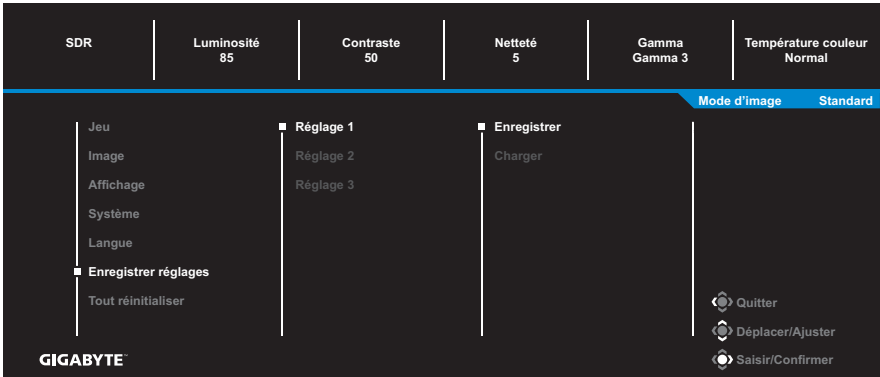 SDR
Luminosité
85
Contraste
50
Netteté
5
Gamma
Gamma 3
Température couleur
Normal
Mode d'image Standard
Jeu
Image
Affichage
Système
Langue
Enregistrer réglages
Tout réinitialiser
Réglage 1
Réglage 2
Réglage 3
Enregistrer
Charger
Quitter
Déplacer/Ajuster
Saisir/Confirmer
GIGABYTE™